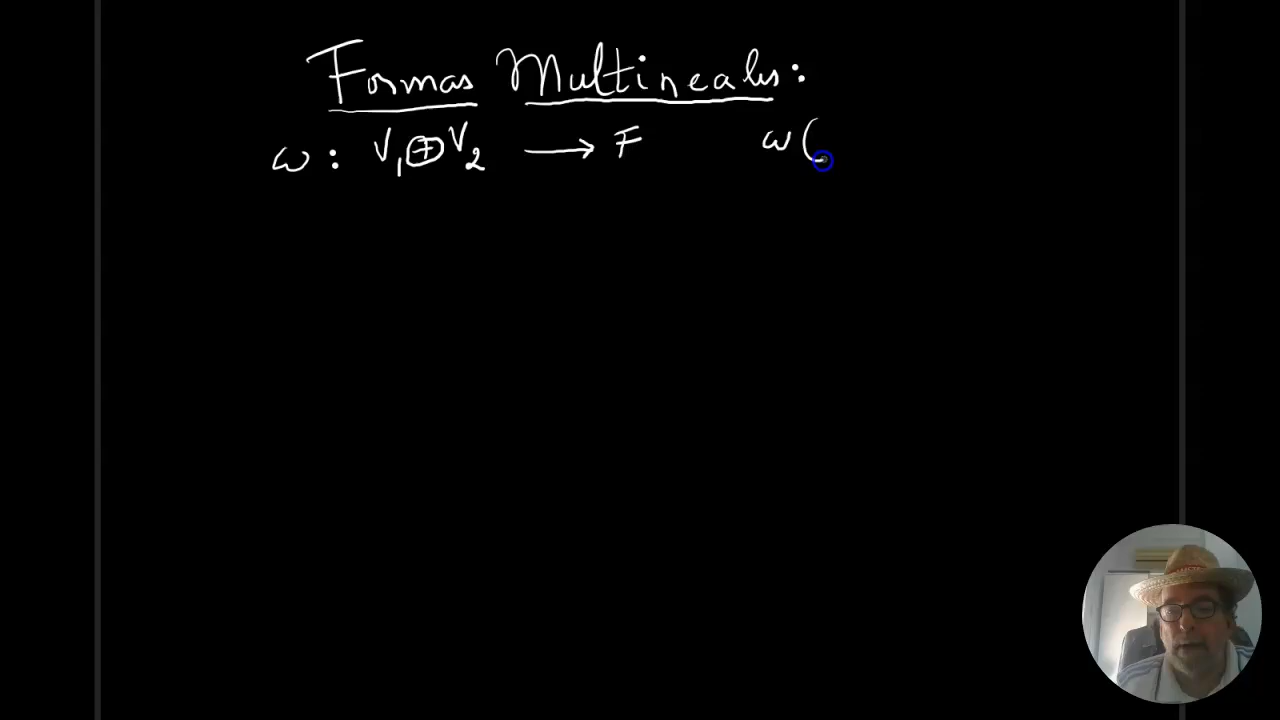 Formas Multineales:
ω: V₁ ⊕ V₂ ⟶ F ω(